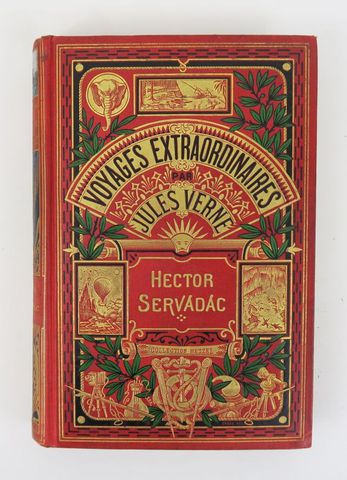 VOYAGES EXTRAORDINAIRES
PAR
JULES VERNE
HECTOR
SERVADAC
COLLECTION HETZEL